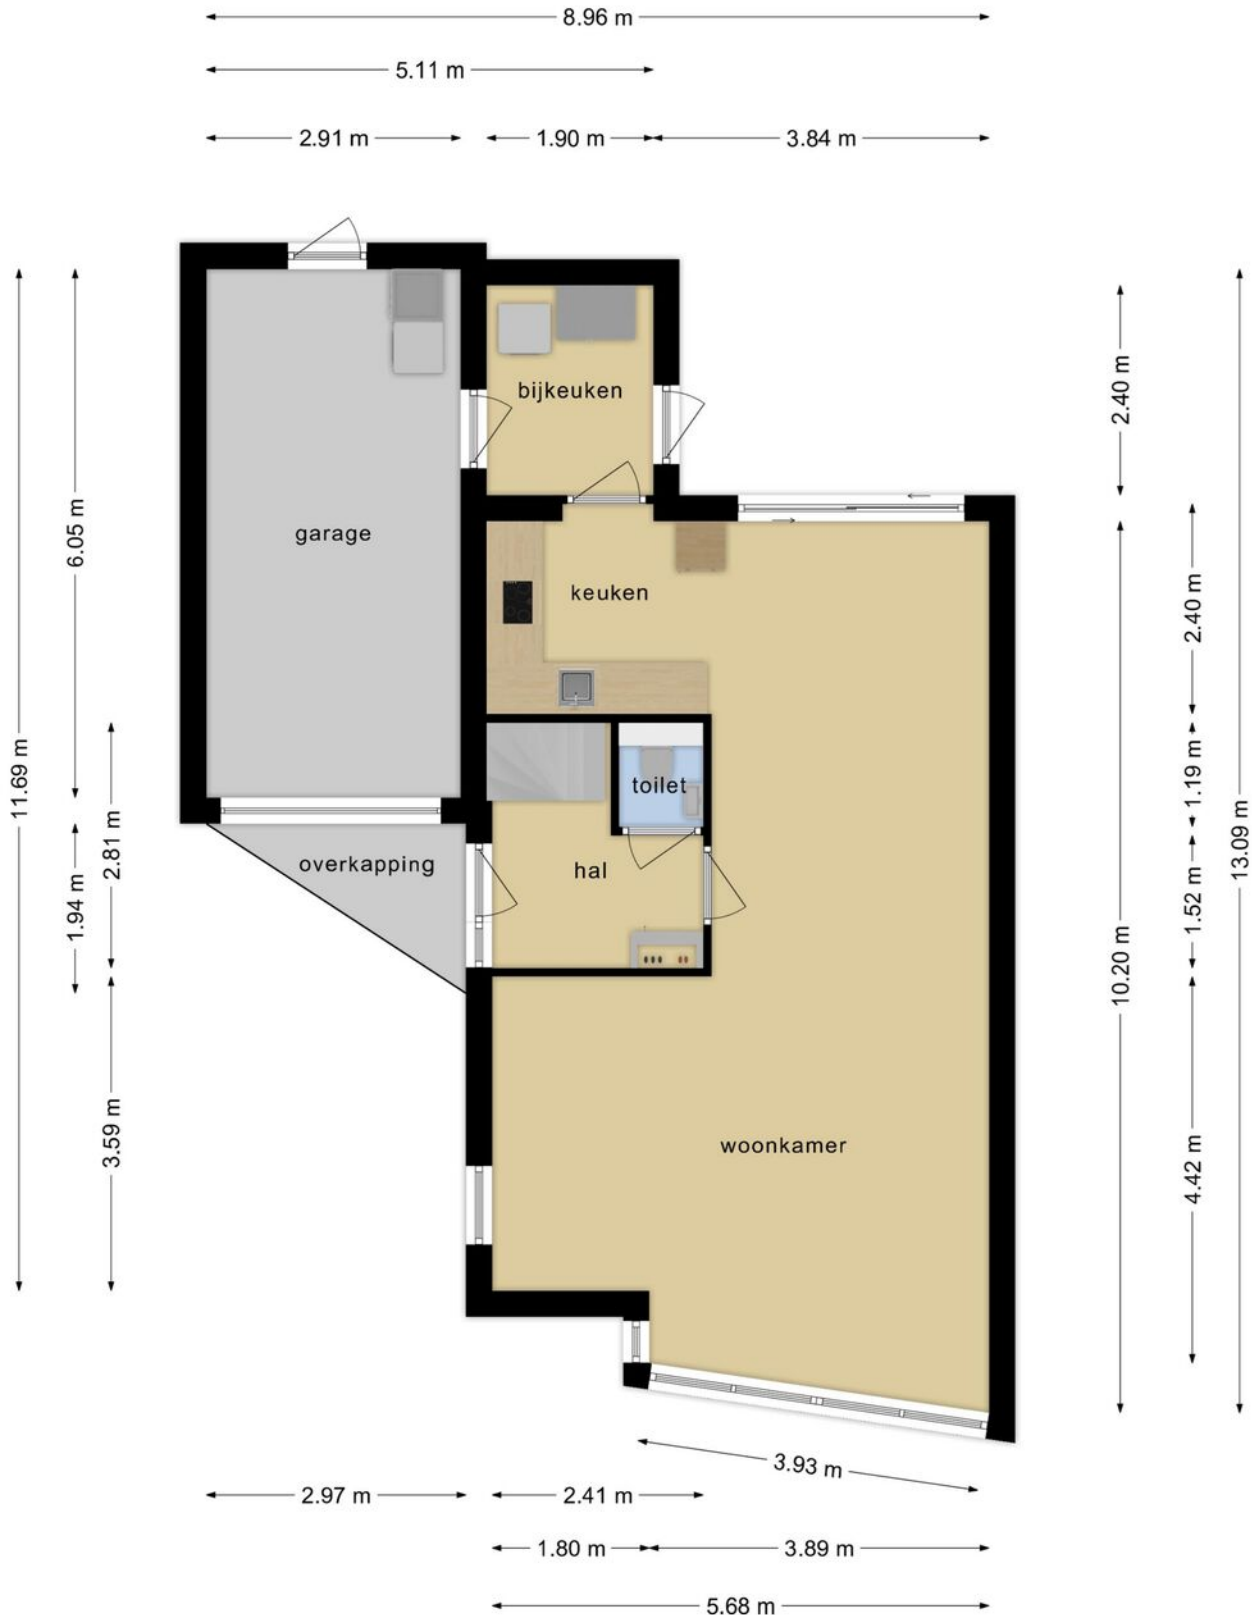 8.96 m
5.11 m
2.91 m
1.90 m
3.84 m
bijkeuken
2.40 m
garage
6.05 m
keuken
2.40 m
11.69 m
toilet
1.19 m
13.09 m
2.81 m
overkapping
hal
1.94 m
1.52 m
10.20 m
3.59 m
woonkamer
4.42 m
3.93 m
2.97 m
2.41 m
1.80 m
3.89 m
5.68 m